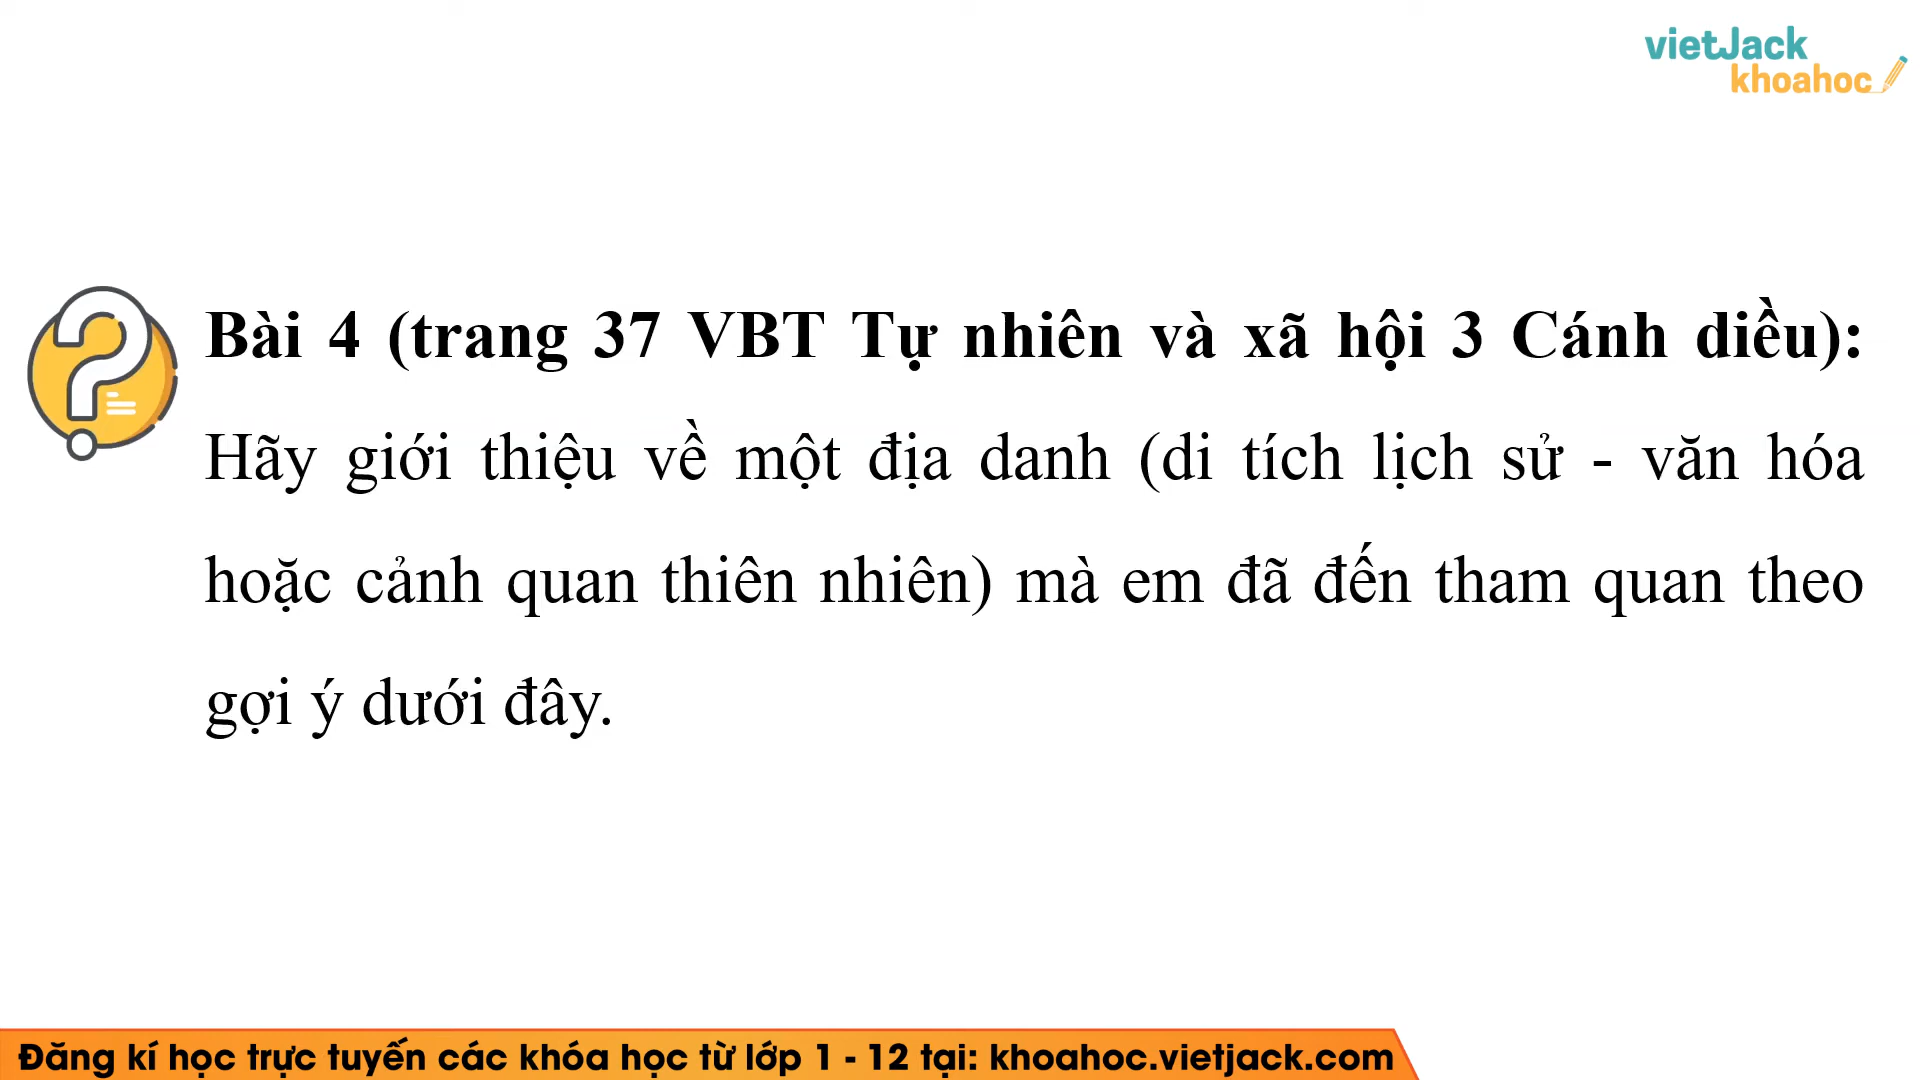 vietJack
khoahoc
Bài 4 (trang 37 VBT Tự nhiên và xã hội 3 Cánh diều):
Hãy giới thiệu về một địa danh (di tích lịch sử - văn hóa
hoặc cảnh quan thiên nhiên) mà em đã đến tham quan theo
gợi ý dưới đây.
Đăng kí học trực tuyến các khóa học từ lớp 1 - 12 tại: khoahoc.vietjack.com